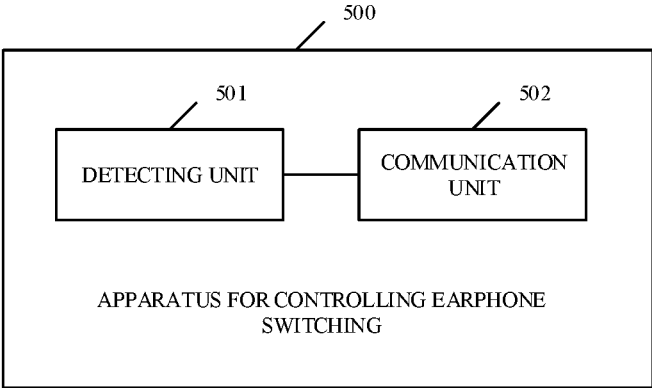 500
501
502
DETECTING UNIT
COMMUNICATION
UNIT
APPARATUS FOR CONTROLLING EARPHONE
SWITCHING